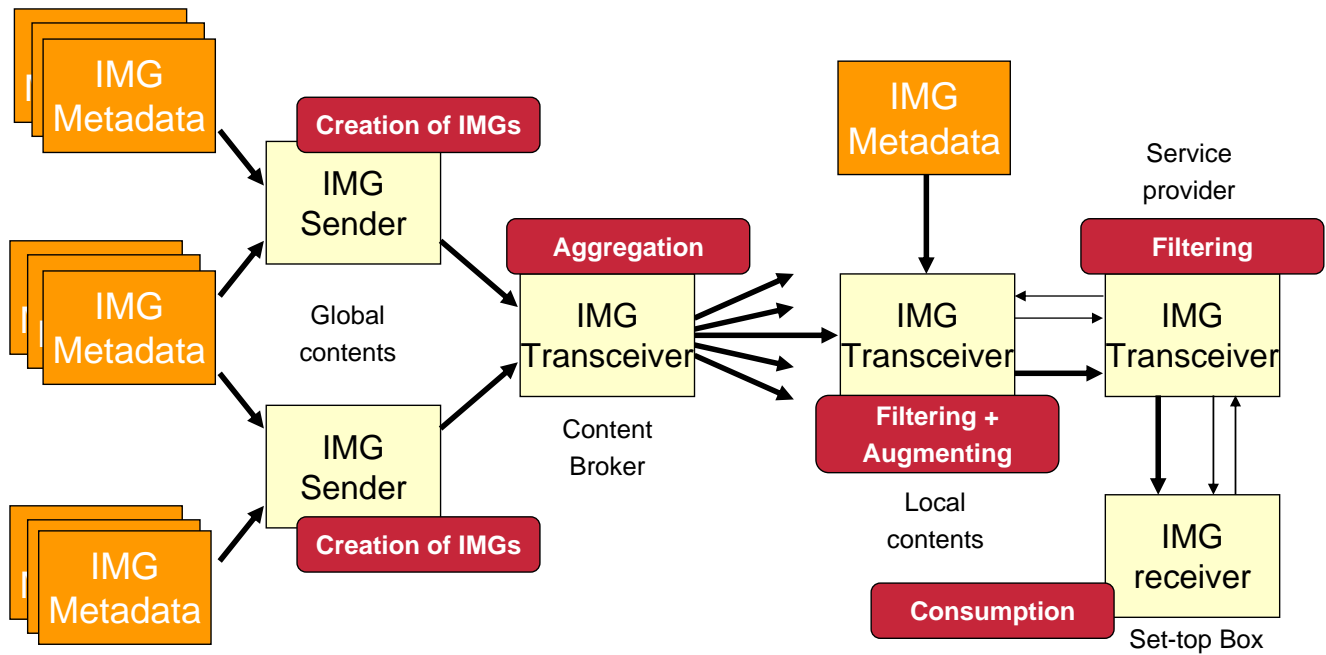 IMG
Metadata
Creation of IMGs
IMG
Sender
IMG
Metadata
Global
contents
IMG
Sender
Creation of IMGs
IMG
Metadata
Aggregation
IMG
Transceiver
Content
Broker
IMG
Metadata
IMG
Transceiver
Filtering +
Augmenting
Local
contents
Service
provider
Filtering
IMG
Transceiver
IMG
receiver
Consumption
Set-top Box